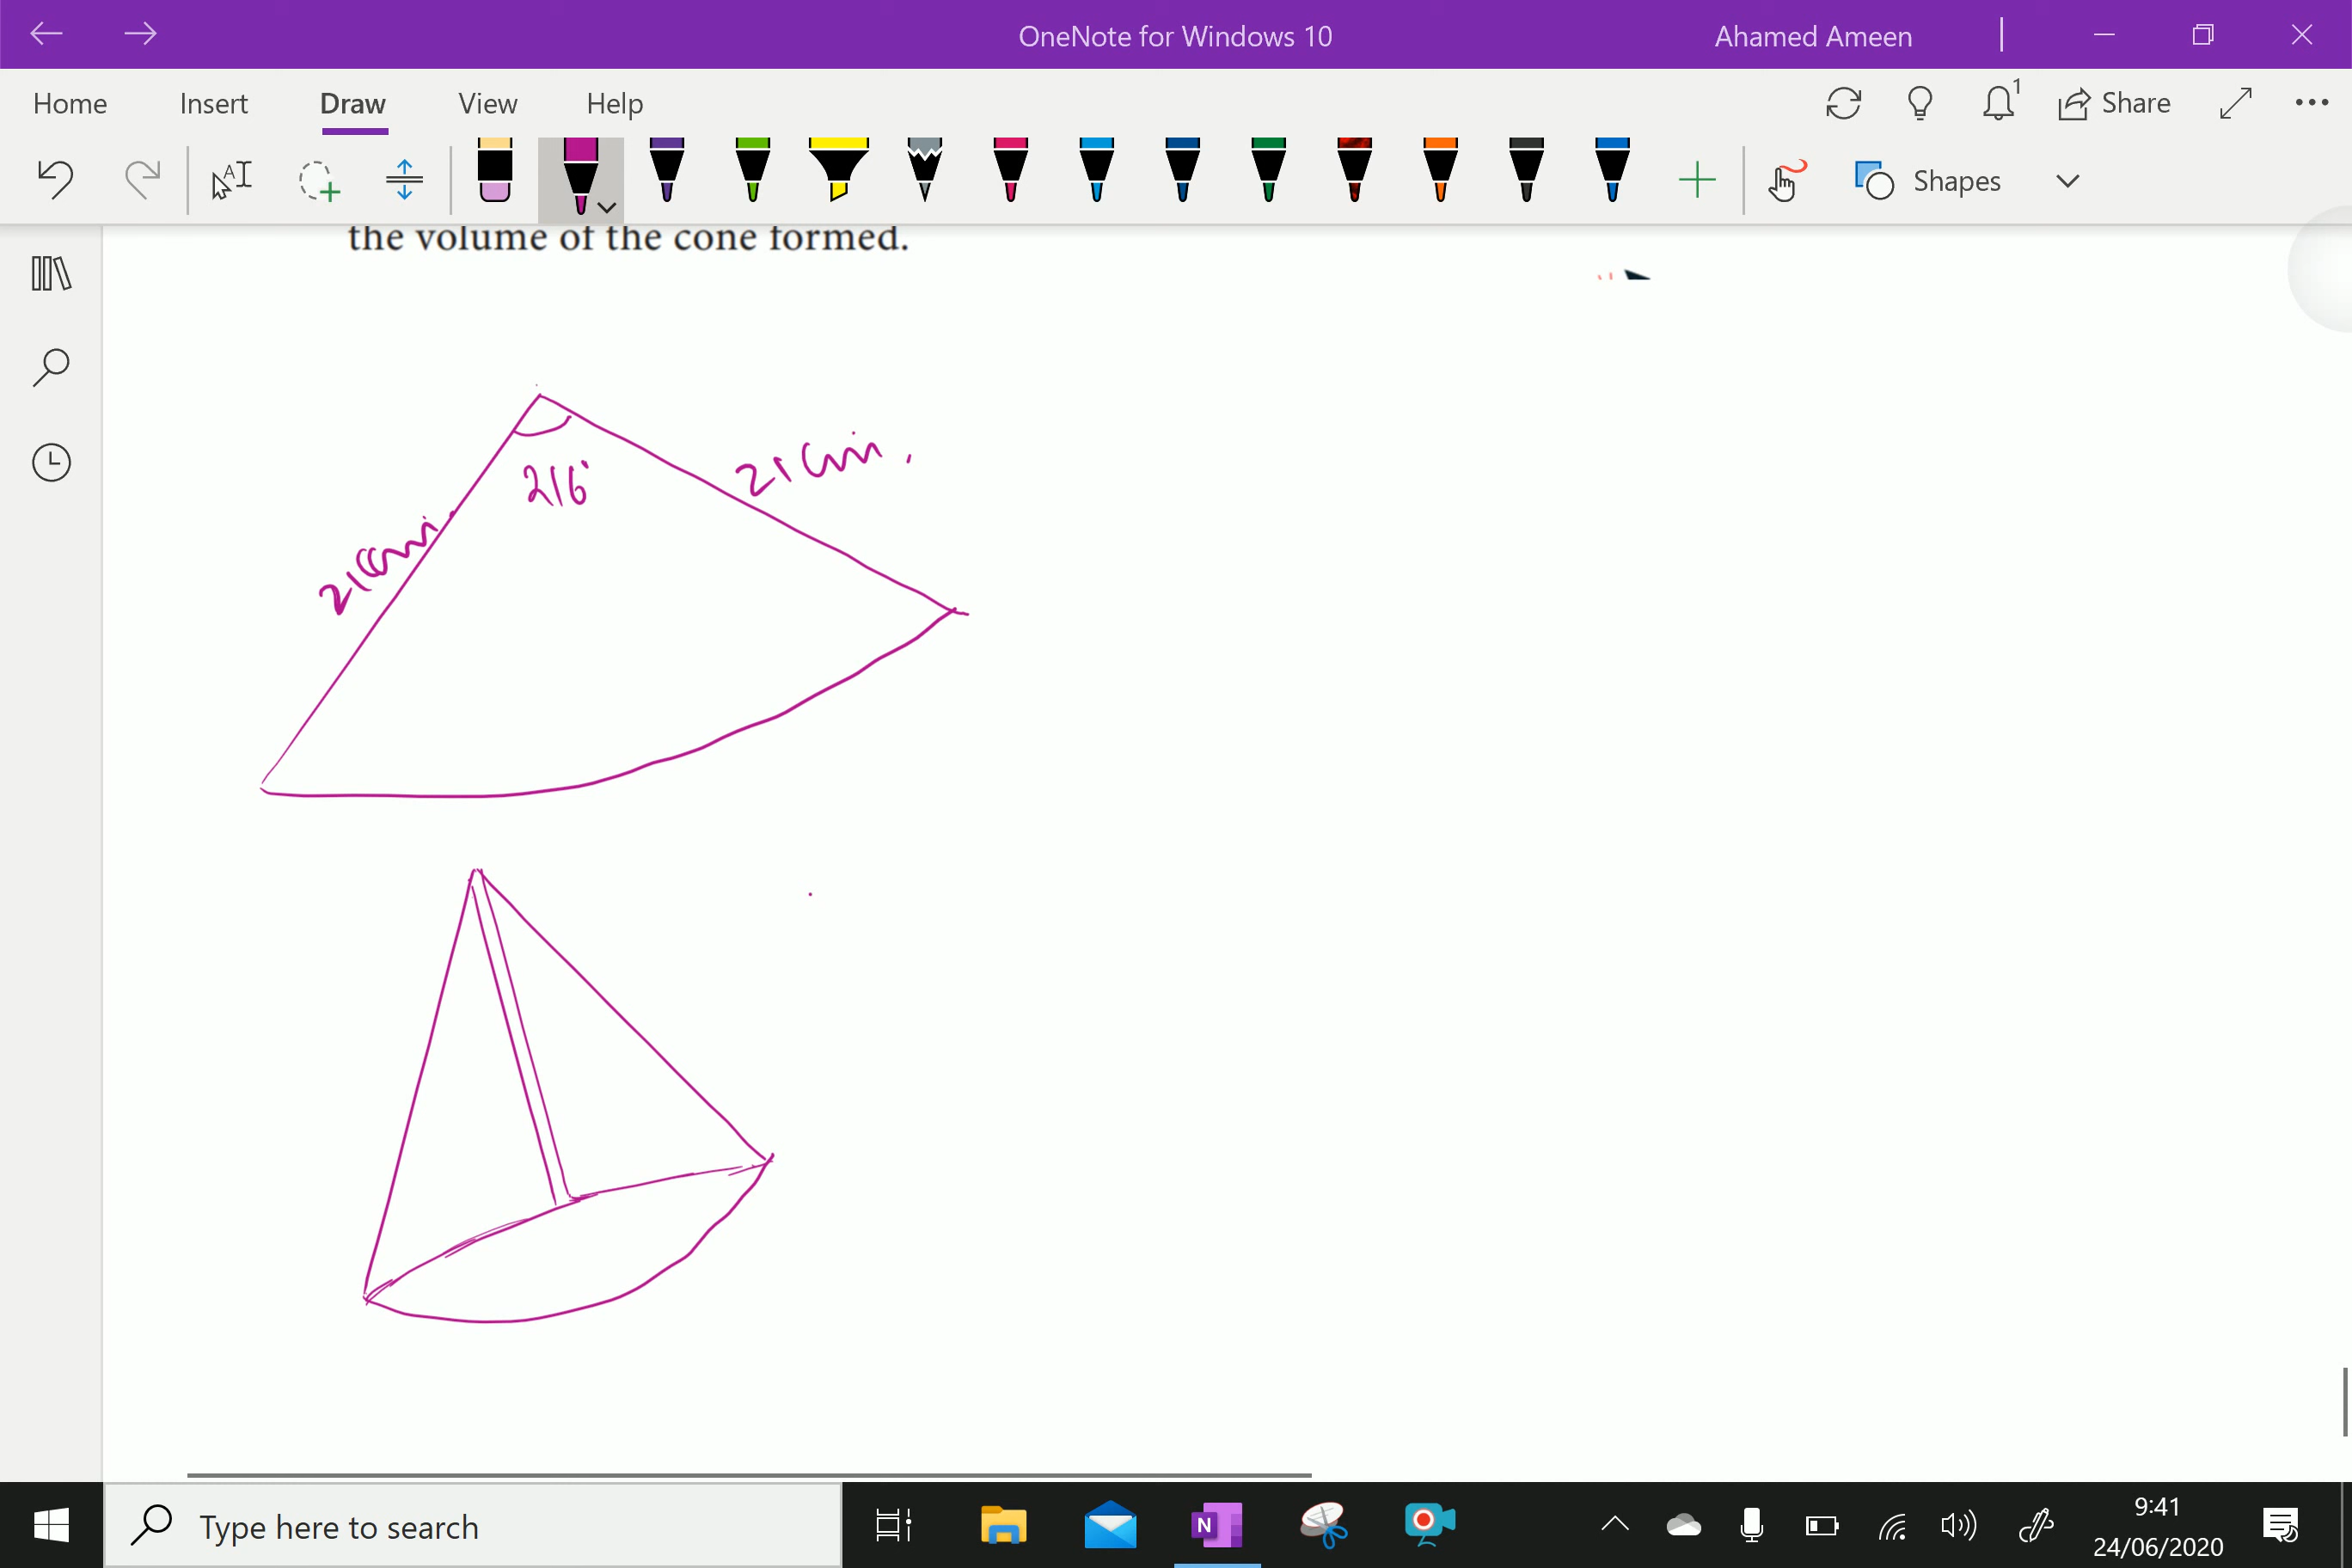 OneNote for Windows 10
Ahamed Ameen
Home Insert Draw View Help
1
Share
Shapes
the volume of the cone formed.
21cm.
216°
21cm.
Type here to search
N
9:41
24/06/2020